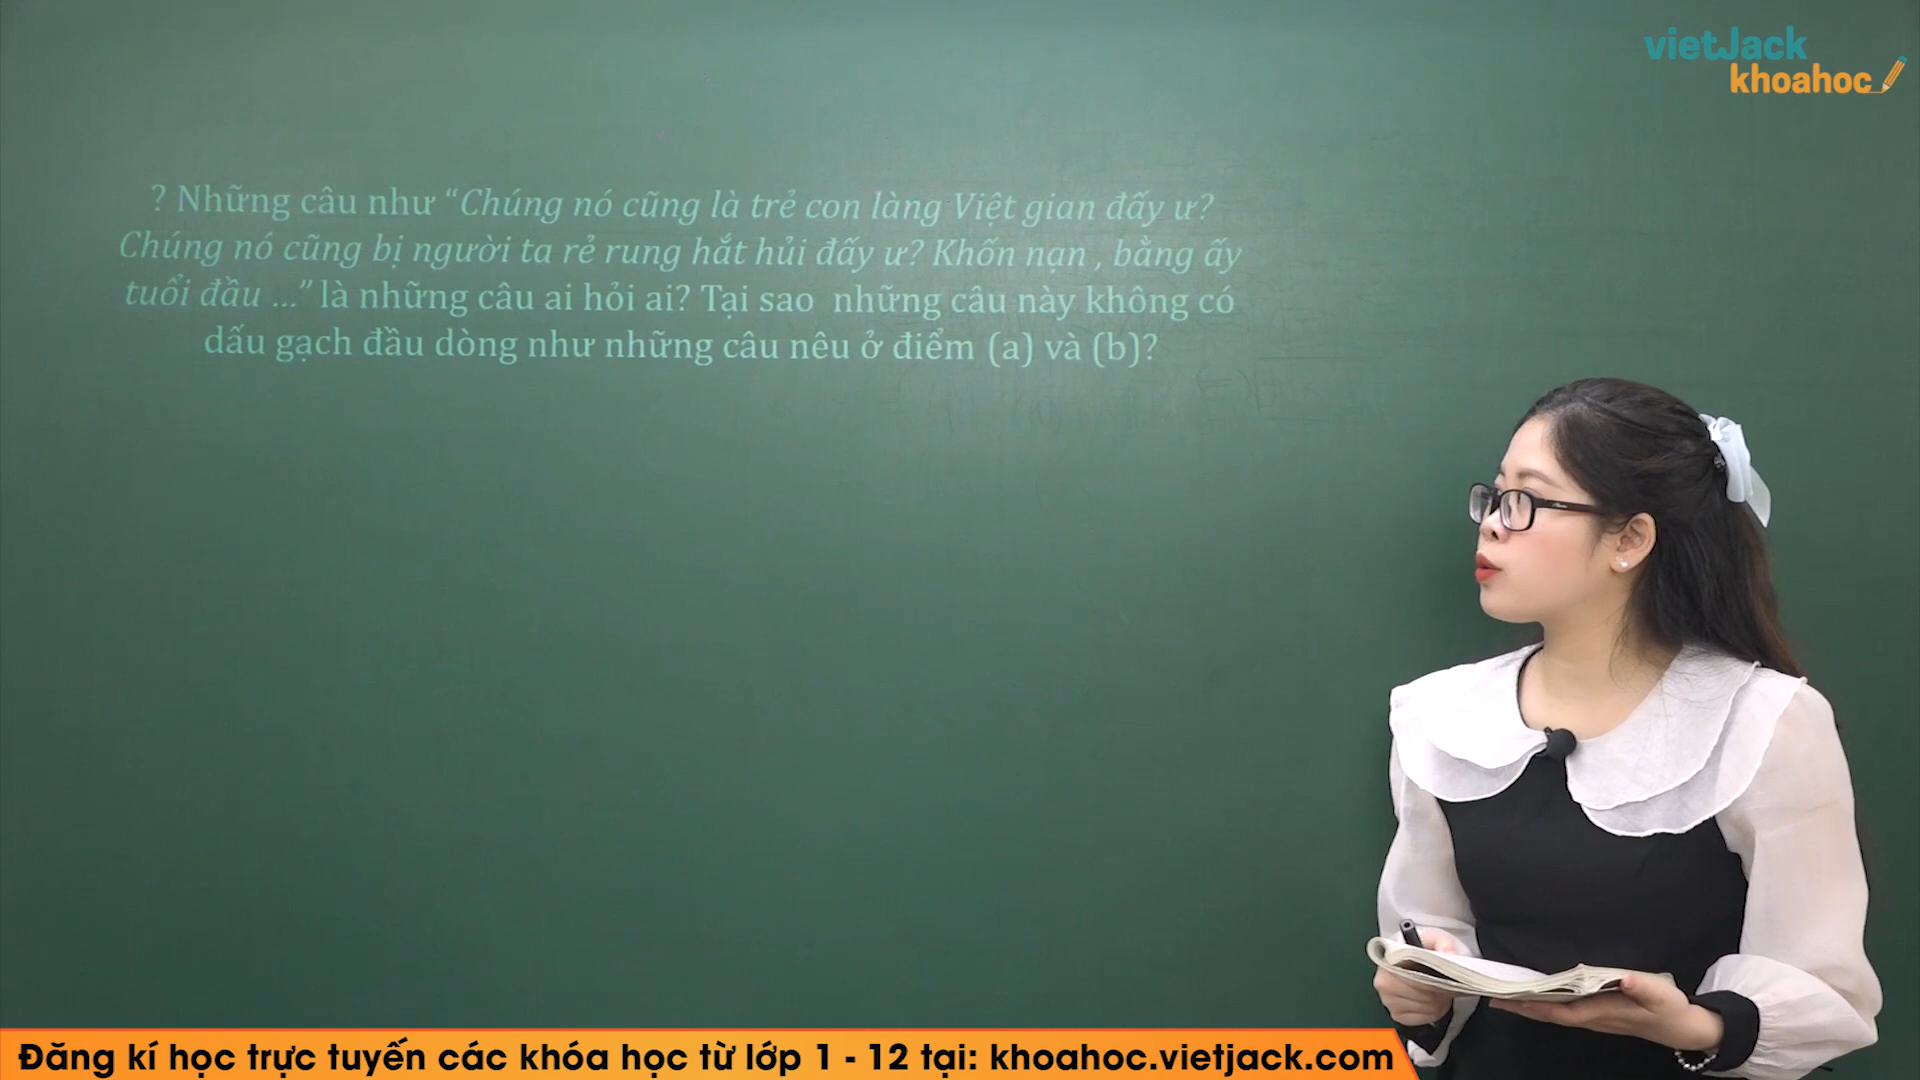 vietJack
khoahoc
? Những câu như “Chúng nó cũng là trẻ con làng Việt gian đấy ư?
Chúng nó cũng bị người ta rẻ rung hắt hủi đấy ư? Khốn nạn , bằng ấy
tuổi đầu ...” là những câu ai hỏi ai? Tại sao những câu này không có
dấu gạch đầu dòng như những câu nêu ở điểm (a) và (b)?
Đăng kí học trực tuyến các khóa học từ lớp 1 - 12 tại: khoahoc.vietjack.com